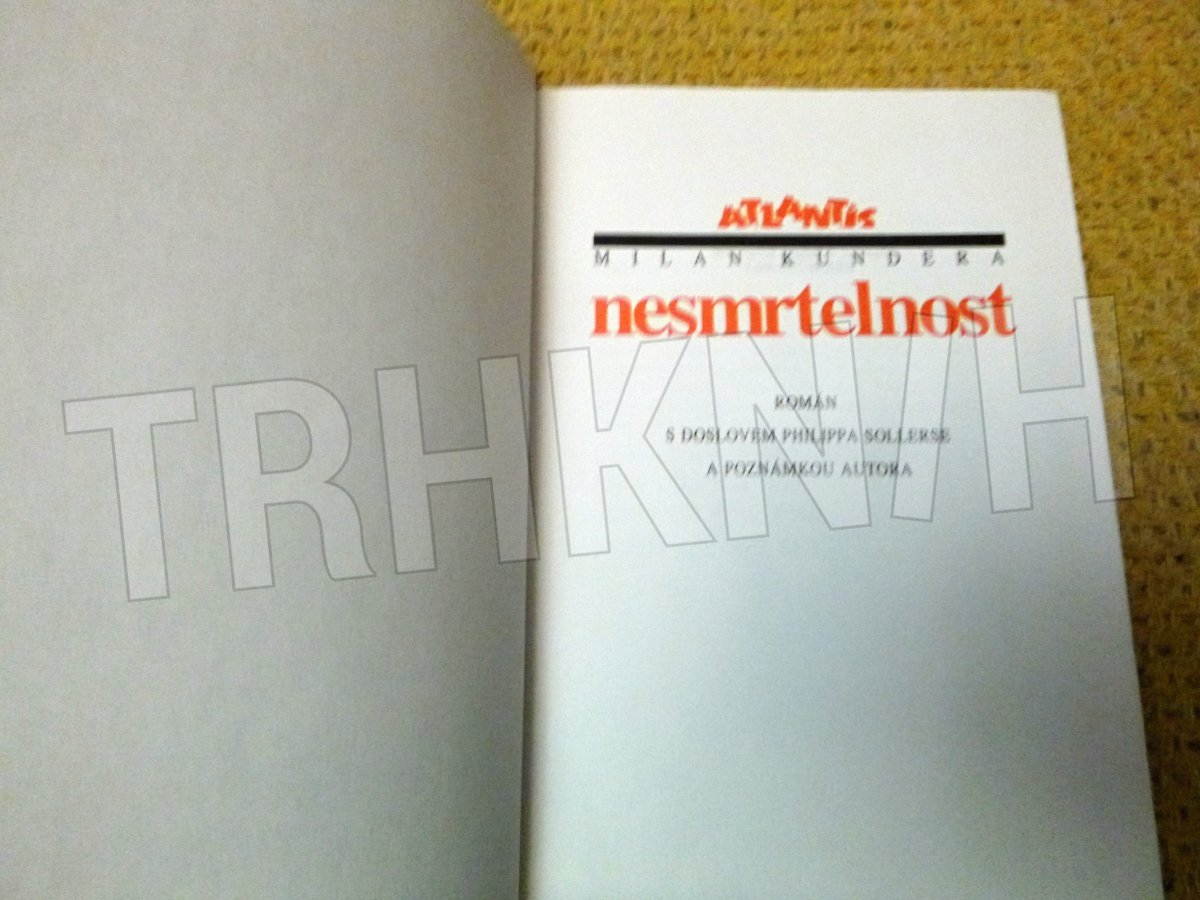 ATLANTIS
MILAN KUNDERA
nesmrtelnost
ROMÁN
S DOSLOVEM PHILIPPA SOLLERSE
A POZNÁMKOU AUTORA
TRHKNIH